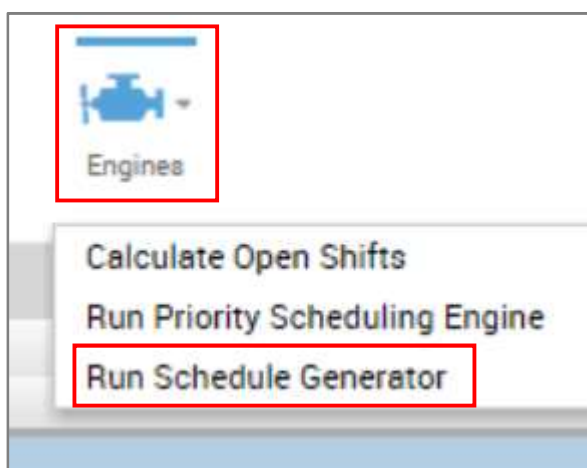 Engines
Calculate Open Shifts
Run Priority Scheduling Engine
Run Schedule Generator